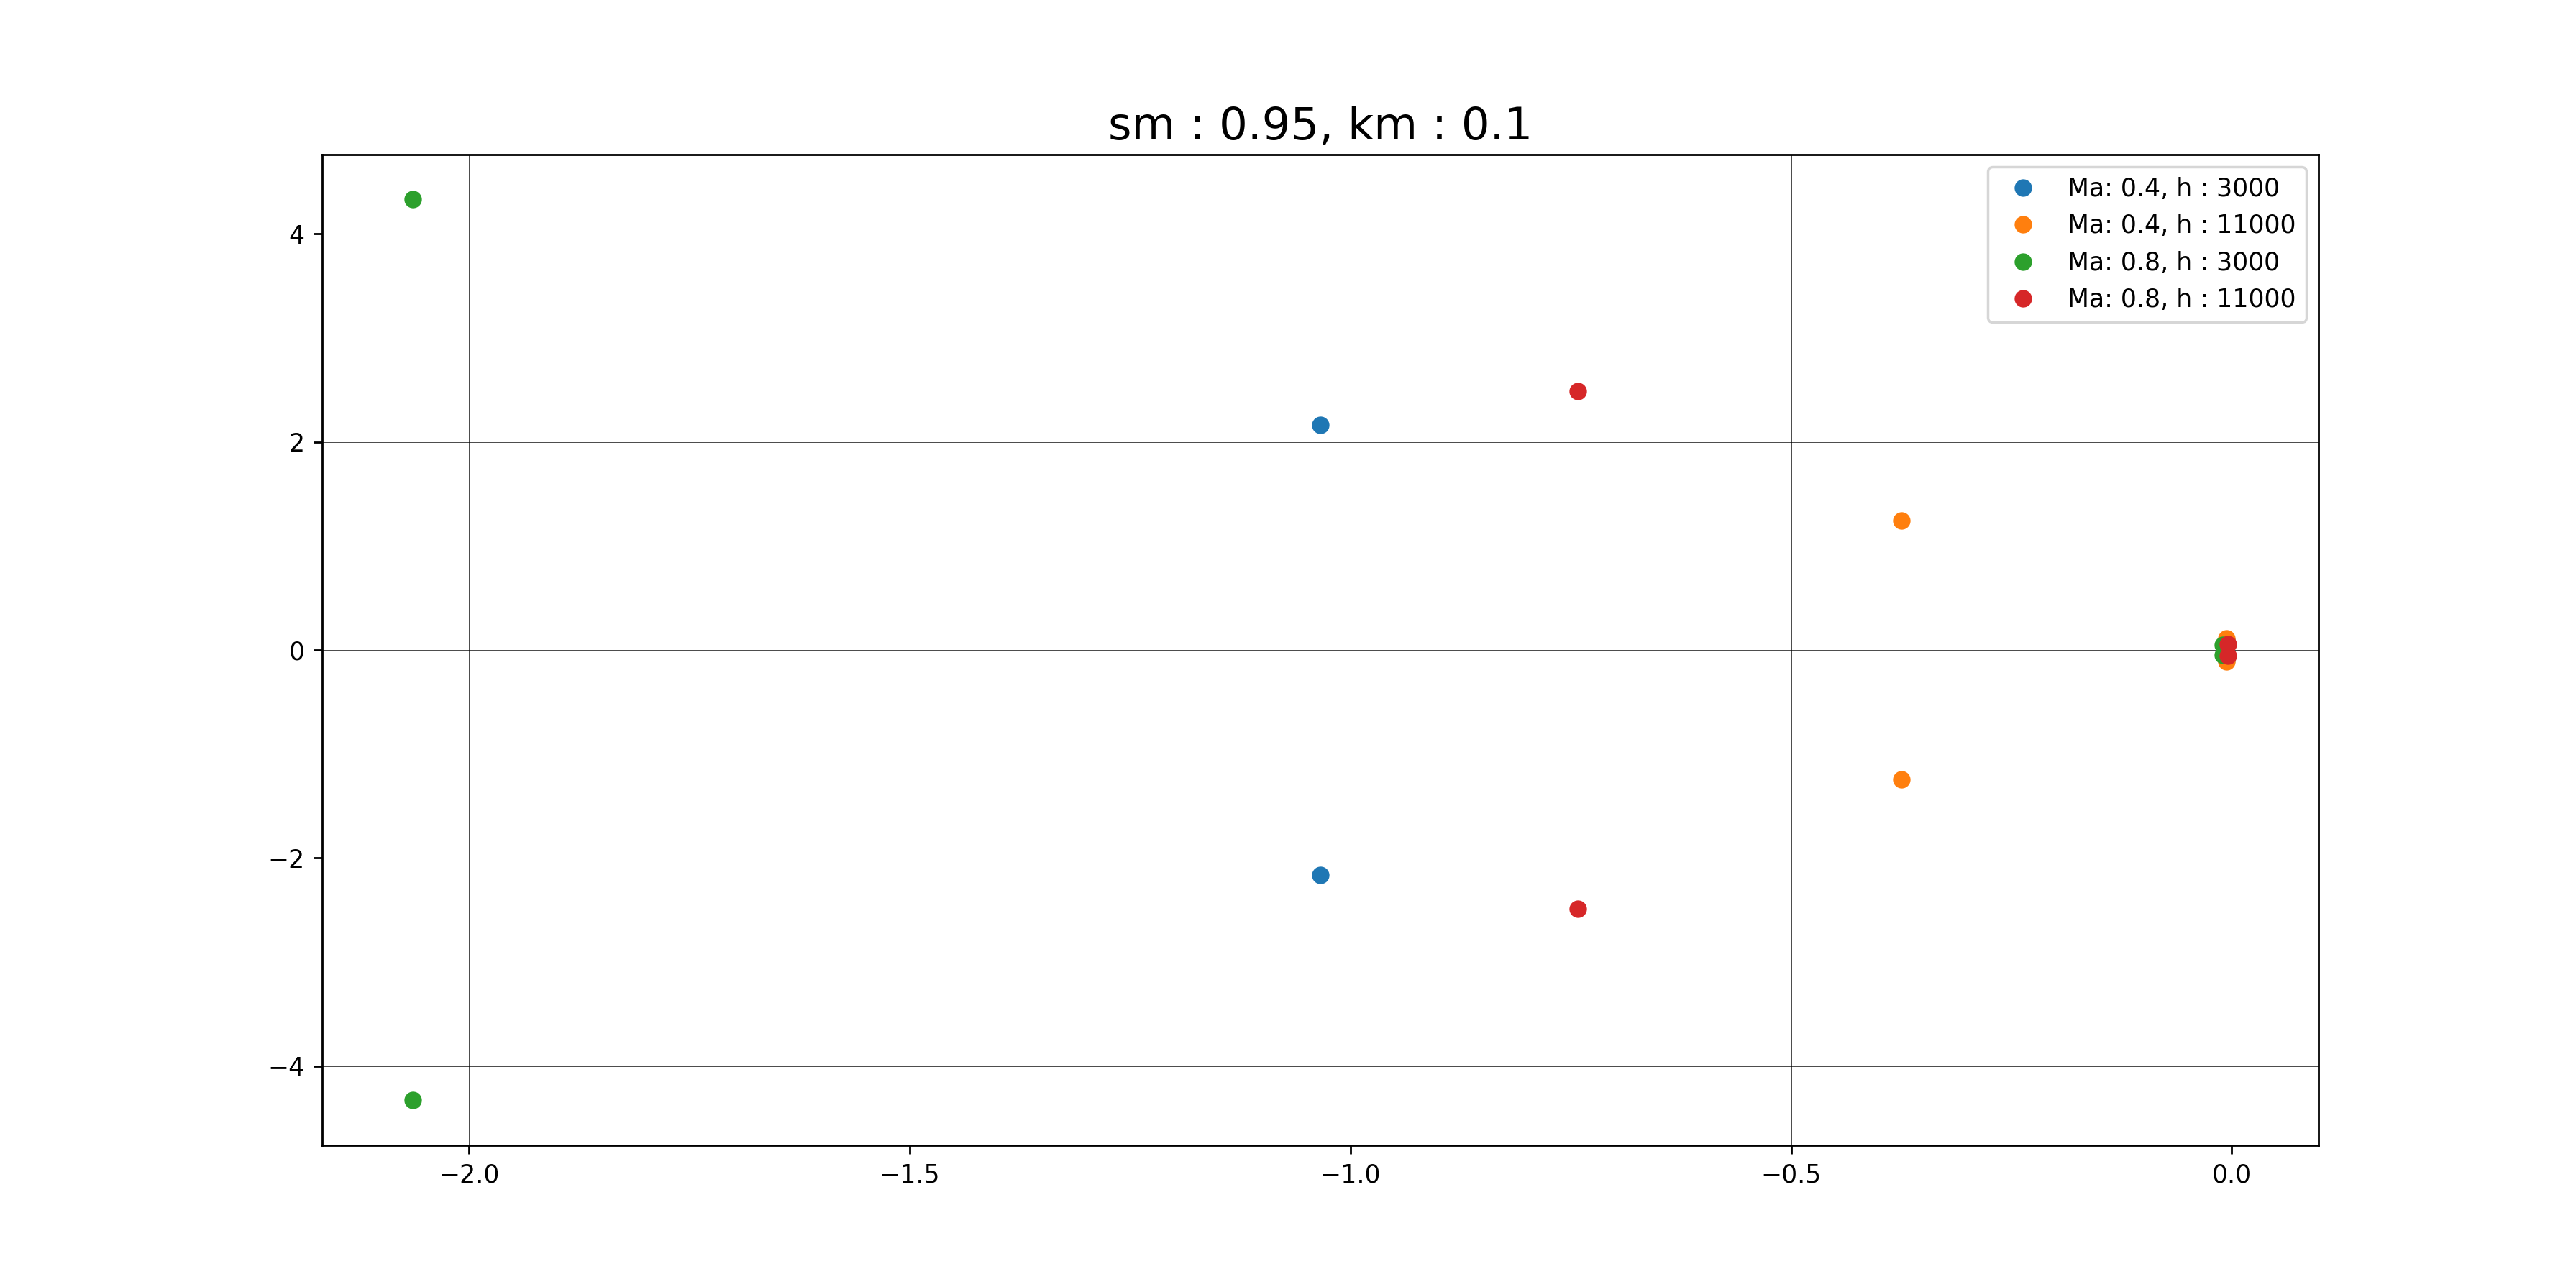 sm : 0.95, km : 0.1
Ma: 0.4, h : 3000
Ma: 0.4, h : 11000
Ma: 0.8, h : 3000
Ma: 0.8, h : 11000
4
2
0
−2
−4
−2.0 −1.5 −1.0 −0.5 0.0